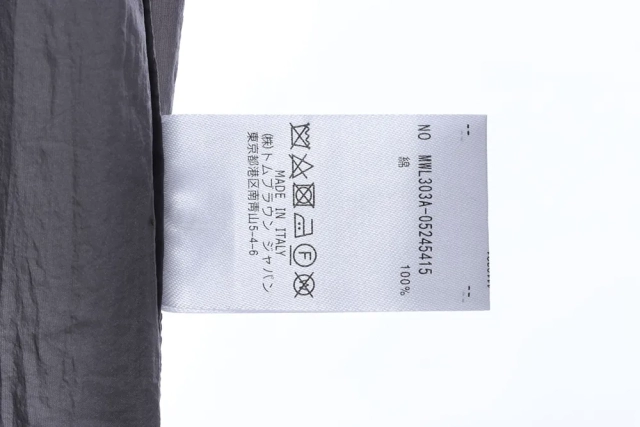 NO MWL303A-05245415
綿 100%
MADE IN ITALY
(株)トムブラウン ジャパン
東京都港区南青山5-4-6